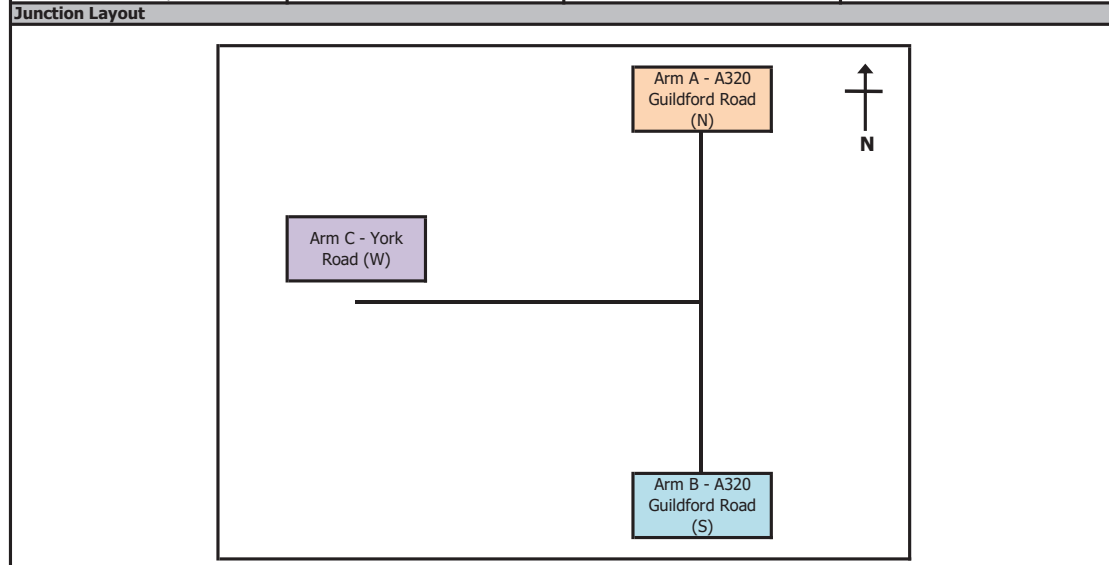 Junction Layout
Arm A - A320
Guildford Road
(N)
N
Arm C - York
Road (W)
Arm B - A320
Guildford Road
(S)